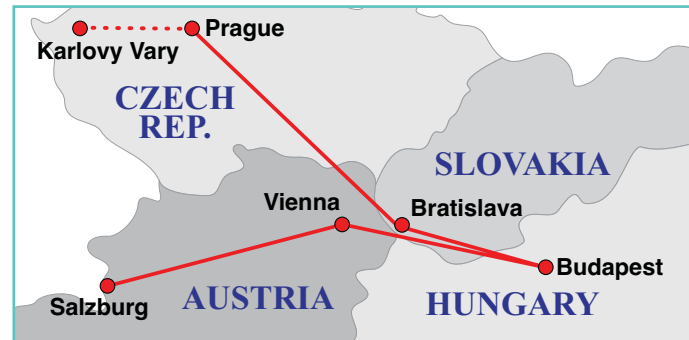 Prague
Karlovy Vary
CZECH
REP.
SLOVAKIA
Vienna
Bratislava
Budapest
Salzburg
AUSTRIA
HUNGARY